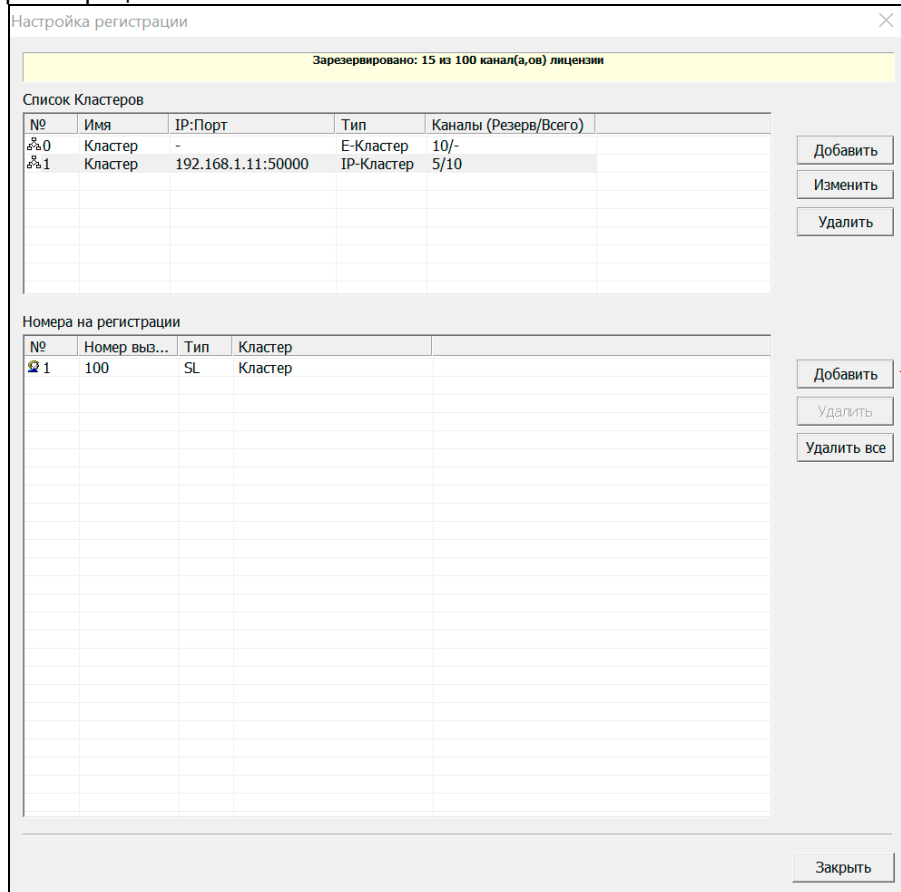 Настройка регистрации
Зарезервировано: 15 из 100 канал(а,ов) лицензии
Список Кластеров
№ Имя IP:Порт Тип Каналы (Резерв/Всего)
0 Кластер - E-Кластер 10/-
1 Кластер 192.168.1.11:50000 IP-Кластер 5/10
Добавить
Изменить
Удалить
Номера на регистрации
№ Номер выз... Тип Кластер
1 100 SL Кластер
Добавить
Удалить
Удалить все
Закрыть